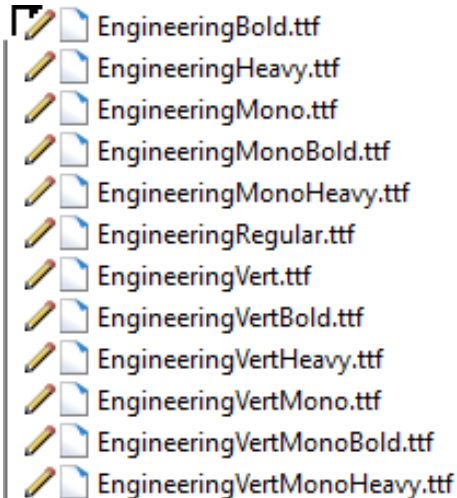 EngineeringBold.ttf
EngineeringHeavy.ttf
EngineeringMono.ttf
EngineeringMonoBold.ttf
EngineeringMonoHeavy.ttf
EngineeringRegular.ttf
EngineeringVert.ttf
EngineeringVertBold.ttf
EngineeringVertHeavy.ttf
EngineeringVertMono.ttf
EngineeringVertMonoBold.ttf
EngineeringVertMonoHeavy.ttf